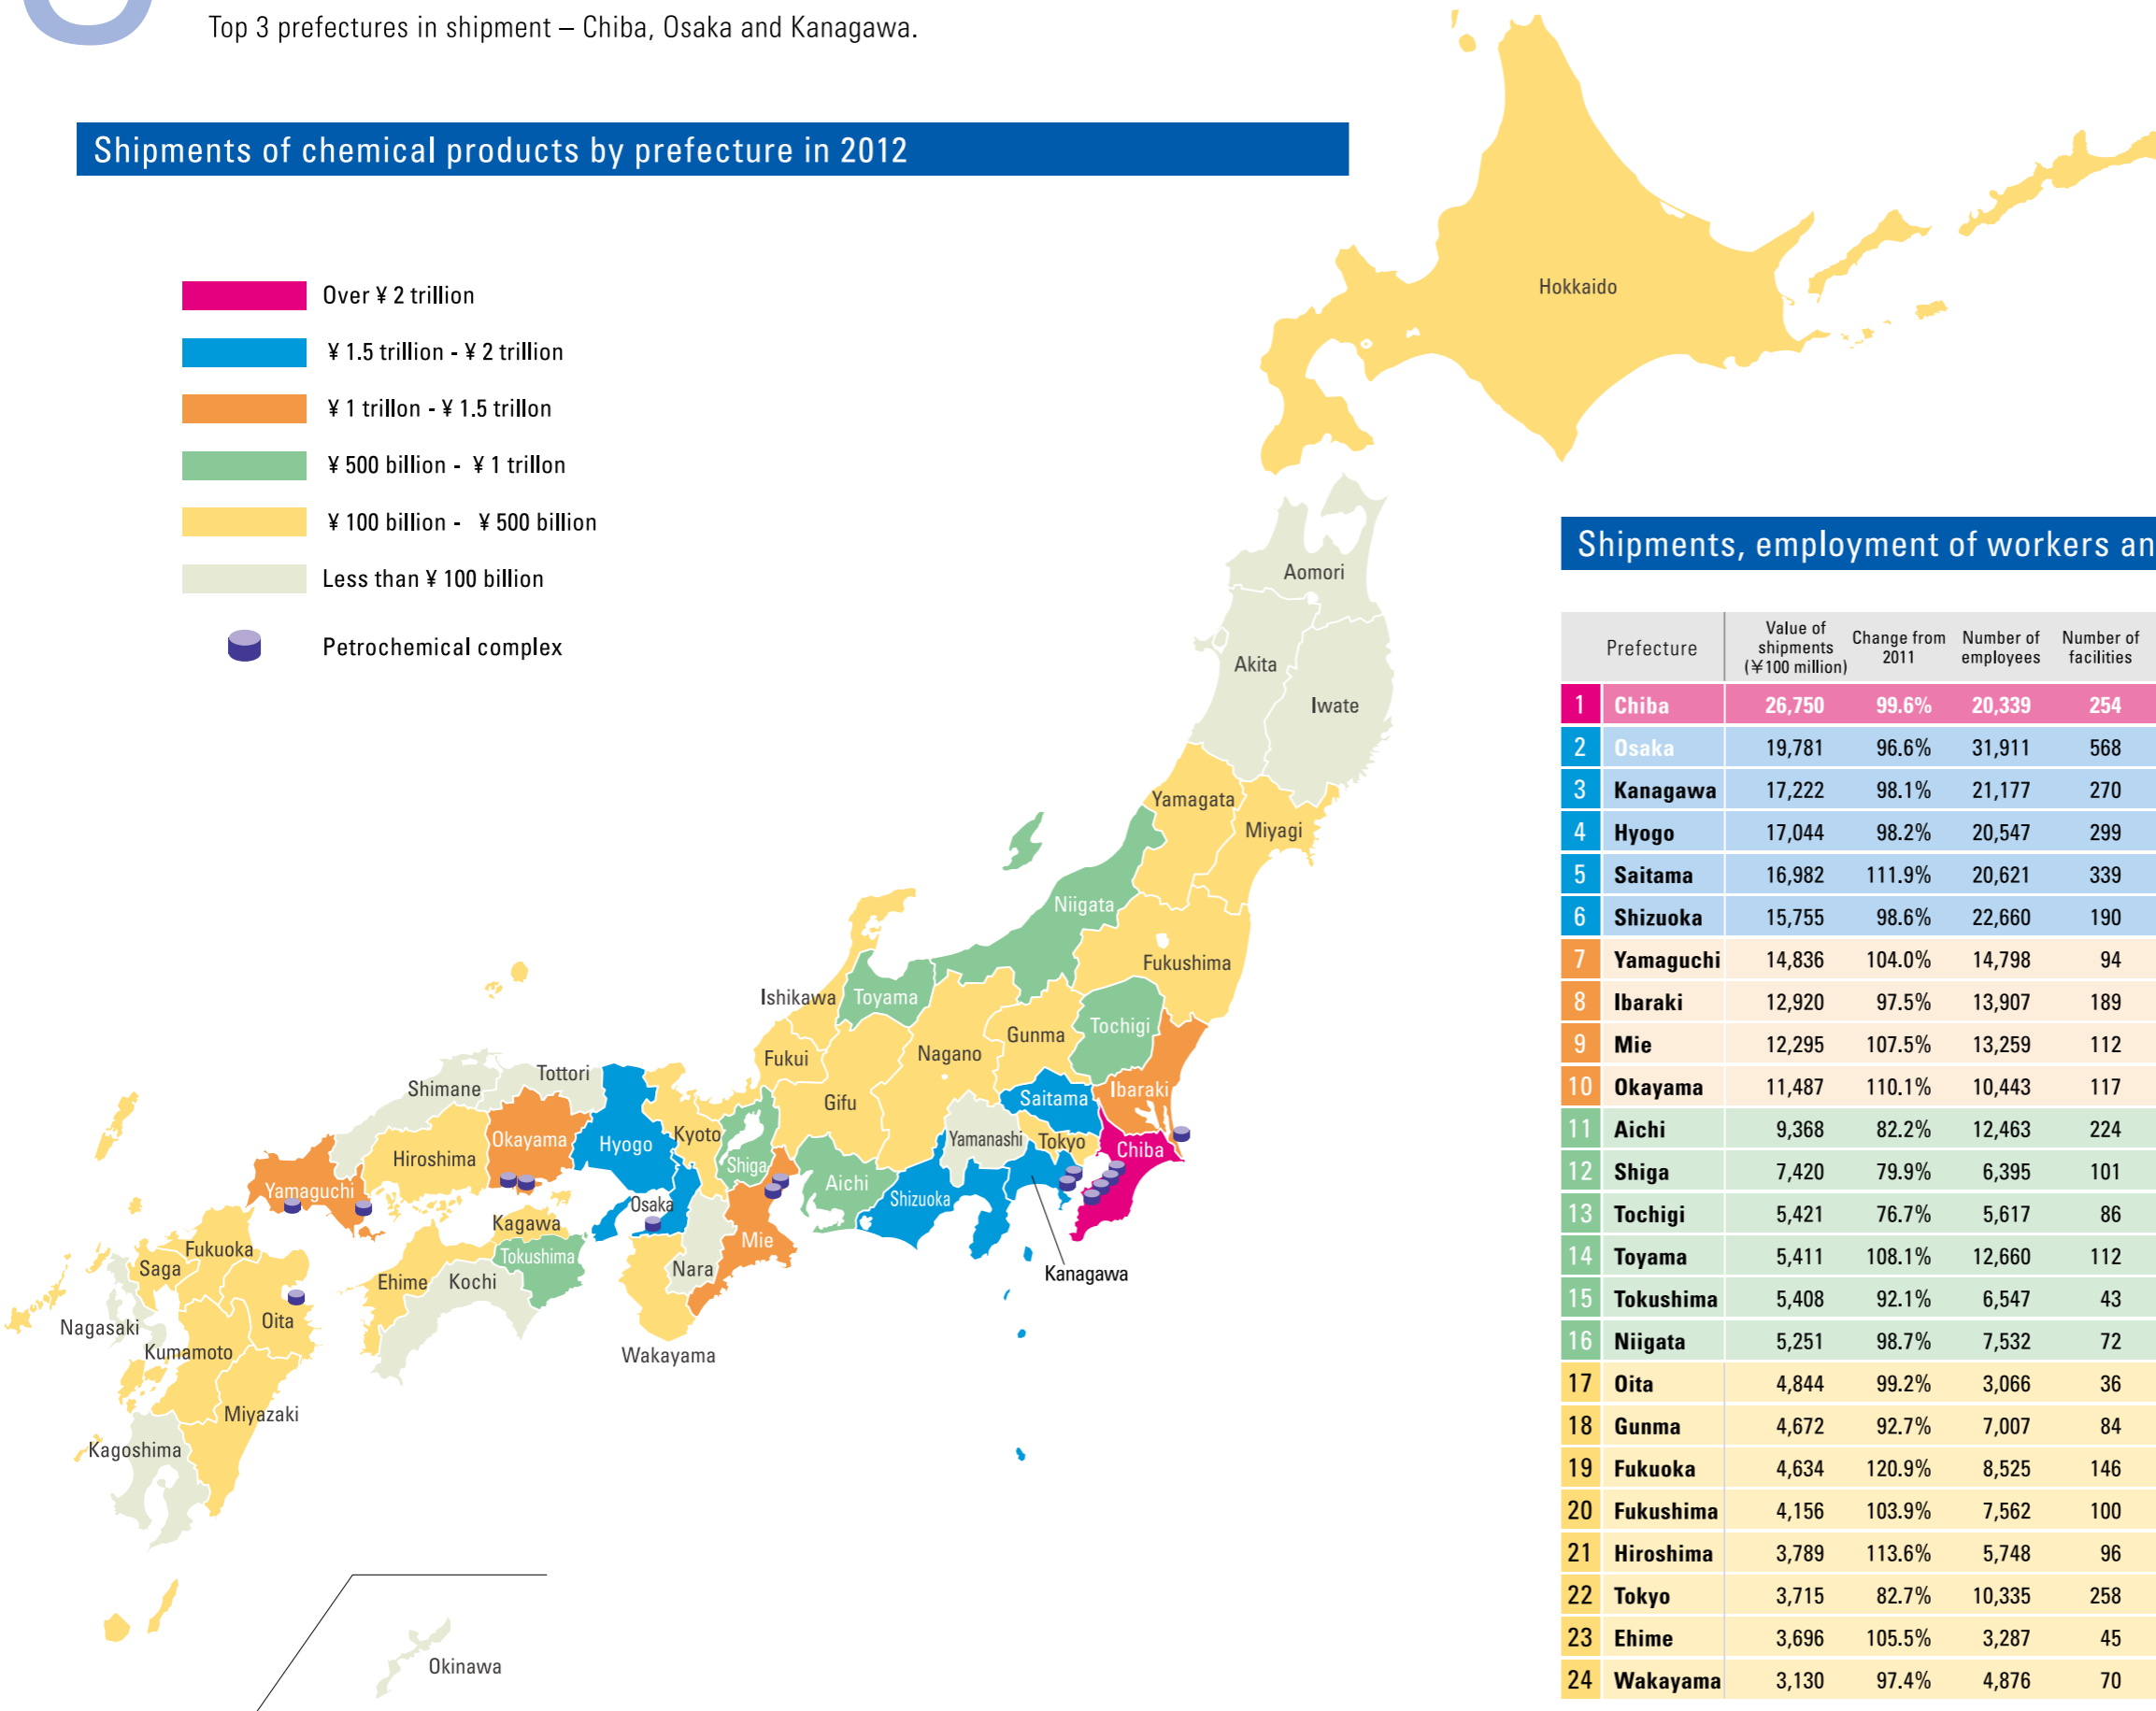 Top 3 prefectures in shipment – Chiba, Osaka and Kanagawa.
Shipments of chemical products by prefecture in 2012
Over ¥ 2 trillion
¥ 1.5 trillion - ¥ 2 trillion
¥ 1 trillon - ¥ 1.5 trillon
¥ 500 billion - ¥ 1 trillon
¥ 100 billion - ¥ 500 billion
Less than ¥ 100 billion
Petrochemical complex
Hokkaido
Aomori
Akita
Iwate
Yamagata
Miyagi
Niigata
Fukushima
Ishikawa
Toyama
Tochigi
Gunma
Nagano
Fukui
Tottori
Shimane
Gifu
Saitama
Ibaraki
Okayama
Hyogo
Kyoto
Yamanashi
Tokyo
Chiba
Hiroshima
Shiga
Yamaguchi
Aichi
Shizuoka
Osaka
Kagawa
Mie
Fukuoka
Tokushima
Saga
Nara
Kanagawa
Ehime
Kochi
Oita
Nagasaki
Kumamoto
Wakayama
Miyazaki
Kagoshima
Okinawa
Shipments, employment of workers an
Prefecture Value of shipments (¥100 million) Change from 2011 Number of employees Number of facilities
1 Chiba 26,750 99.6% 20,339 254
2 Osaka 19,781 96.6% 31,911 568
3 Kanagawa 17,222 98.1% 21,177 270
4 Hyogo 17,044 98.2% 20,547 299
5 Saitama 16,982 111.9% 20,621 339
6 Shizuoka 15,755 98.6% 22,660 190
7 Yamaguchi 14,836 104.0% 14,798 94
8 Ibaraki 12,920 97.5% 13,907 189
9 Mie 12,295 107.5% 13,259 112
10 Okayama 11,487 110.1% 10,443 117
11 Aichi 9,368 82.2% 12,463 224
12 Shiga 7,420 79.9% 6,395 101
13 Tochigi 5,421 76.7% 5,617 86
14 Toyama 5,411 108.1% 12,660 112
15 Tokushima 5,408 92.1% 6,547 43
16 Niigata 5,251 98.7% 7,532 72
17 Oita 4,844 99.2% 3,066 36
18 Gunma 4,672 92.7% 7,007 84
19 Fukuoka 4,634 120.9% 8,525 146
20 Fukushima 4,156 103.9% 7,562 100
21 Hiroshima 3,789 113.6% 5,748 96
22 Tokyo 3,715 82.7% 10,335 258
23 Ehime 3,696 105.5% 3,287 45
24 Wakayama 3,130 97.4% 4,876 70